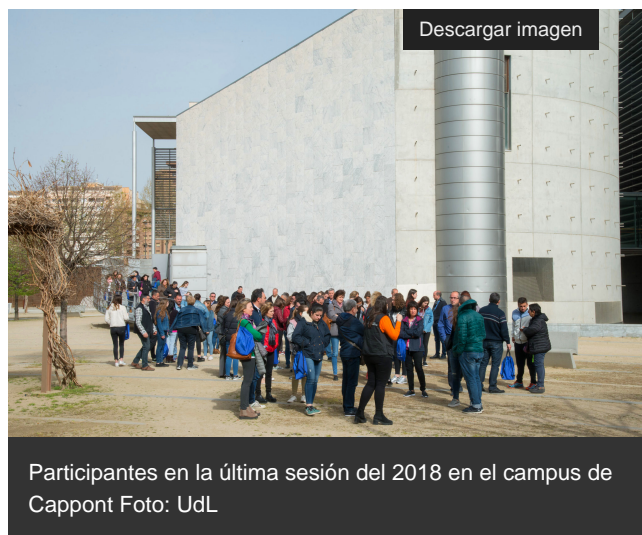 Descargar imagen
Participantes en la última sesión del 2018 en el campus de
Cappont Foto: UdL